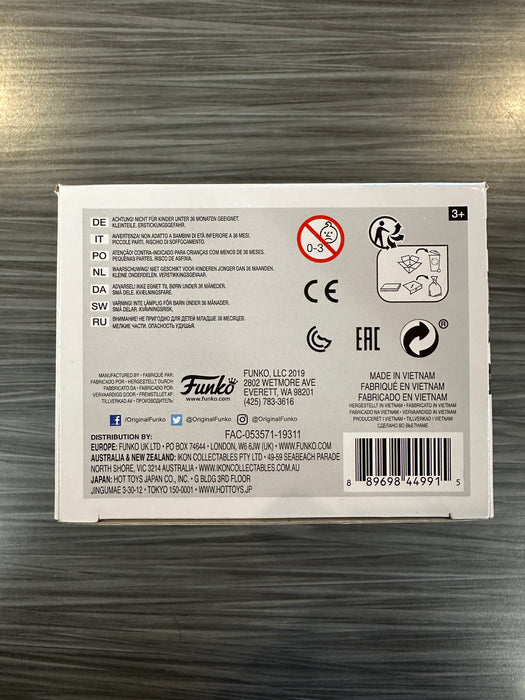 DE ACHTUNG! NICHT FÜR KINDER UNTER 36 MONATEN GEEIGNET.
KLEINTEILE. ERSTICKUNGSGEFAHR.
IT AVVERTENZA! NON ADATTO A BAMBINI DI ETÀ INFERIORE A 36 MESI.
PICCOLE PARTI. RISCHIO DI SOFFOCAMENTO.
PO ATENÇÃO! CONTRA-INDICADO PARA CRIANÇAS COM MENOS DE 36 MESES.
PEQUENAS PARTES. RISCO DE ASFIXIA.
NL WAARSCHUWING! NIET GESCHIKT VOOR KINDEREN JONGER DAN 36 MAANDEN.
KLEINE ONDERDELEN. VERSTIKKINGSGEVAAR.
DA ADVARSEL! IKKE EGNET TIL BØRN UNDER 36 MÅNEDER.
SMÅ DELE. KVÆLNINGSFARE.
SW VARNING! INTE LÄMPLIG FÖR BARN UNDER 36 MÅNADER.
SMÅ DELAR. KVÄVNINGSRISK.
RU ВНИМАНИЕ! НЕ ПРИГОДНО ДЛЯ ДЕТЕЙ МЛАДШЕ 36 МЕСЯЦЕВ.
МЕЛКИЕ ЧАСТИ. ОПАСНОСТЬ УДУШЬЯ.
0-3
3+
CE
EAC
®
MANUFACTURED BY • FABRIQUÉ PAR:
FABRICADO POR • HERGESTELLT DURCH:
FABBRICATO DA • FABRICADO POR:
VERVAARDIGD DOOR • FREMSTILLET AF:
TILLVERKAD AV • ПРОИЗВОДИТЕЛЬ:
Funko
www.funko.com
FUNKO, LLC 2019
2802 WETMORE AVE
EVERETT, WA 98201
(425) 783-3616
MADE IN VIETNAM
FABRIQUÉ EN VIETNAM
FABRICADO EN VIETNAM
HERGESTELLT IN VIETNAM • FABBRICATO IN VIETNAM
FABRICADO NO VIETNAM • VERVAARDIGD IN VIETNAM
PRODUCERET I VIETNAM • TILLVERKAD I VIETNAM
СДЕЛАНО ВО ВЬЕТНАМЕ
/OriginalFunko @OriginalFunko @OriginalFunko
DISTRIBUTION BY: FAC-053571-19311
EUROPE: FUNKO UK LTD • PO BOX 74644 • LONDON, W6 6JW (UK) • WWW.FUNKO.COM
AUSTRALIA & NEW ZEALAND: IKON COLLECTABLES PTY LTD • 49-59 SEABEACH PARADE
NORTH SHORE, VIC 3214 AUSTRALIA • WWW.IKONCOLLECTABLES.COM.AU
JAPAN: HOT TOYS JAPAN CO., INC. • G BLDG 3RD FLOOR
JINGUMAE 3-30-12 • TOKYO 150-0001 • WWW.HOTTOYS.JP
8 89698 44991 5